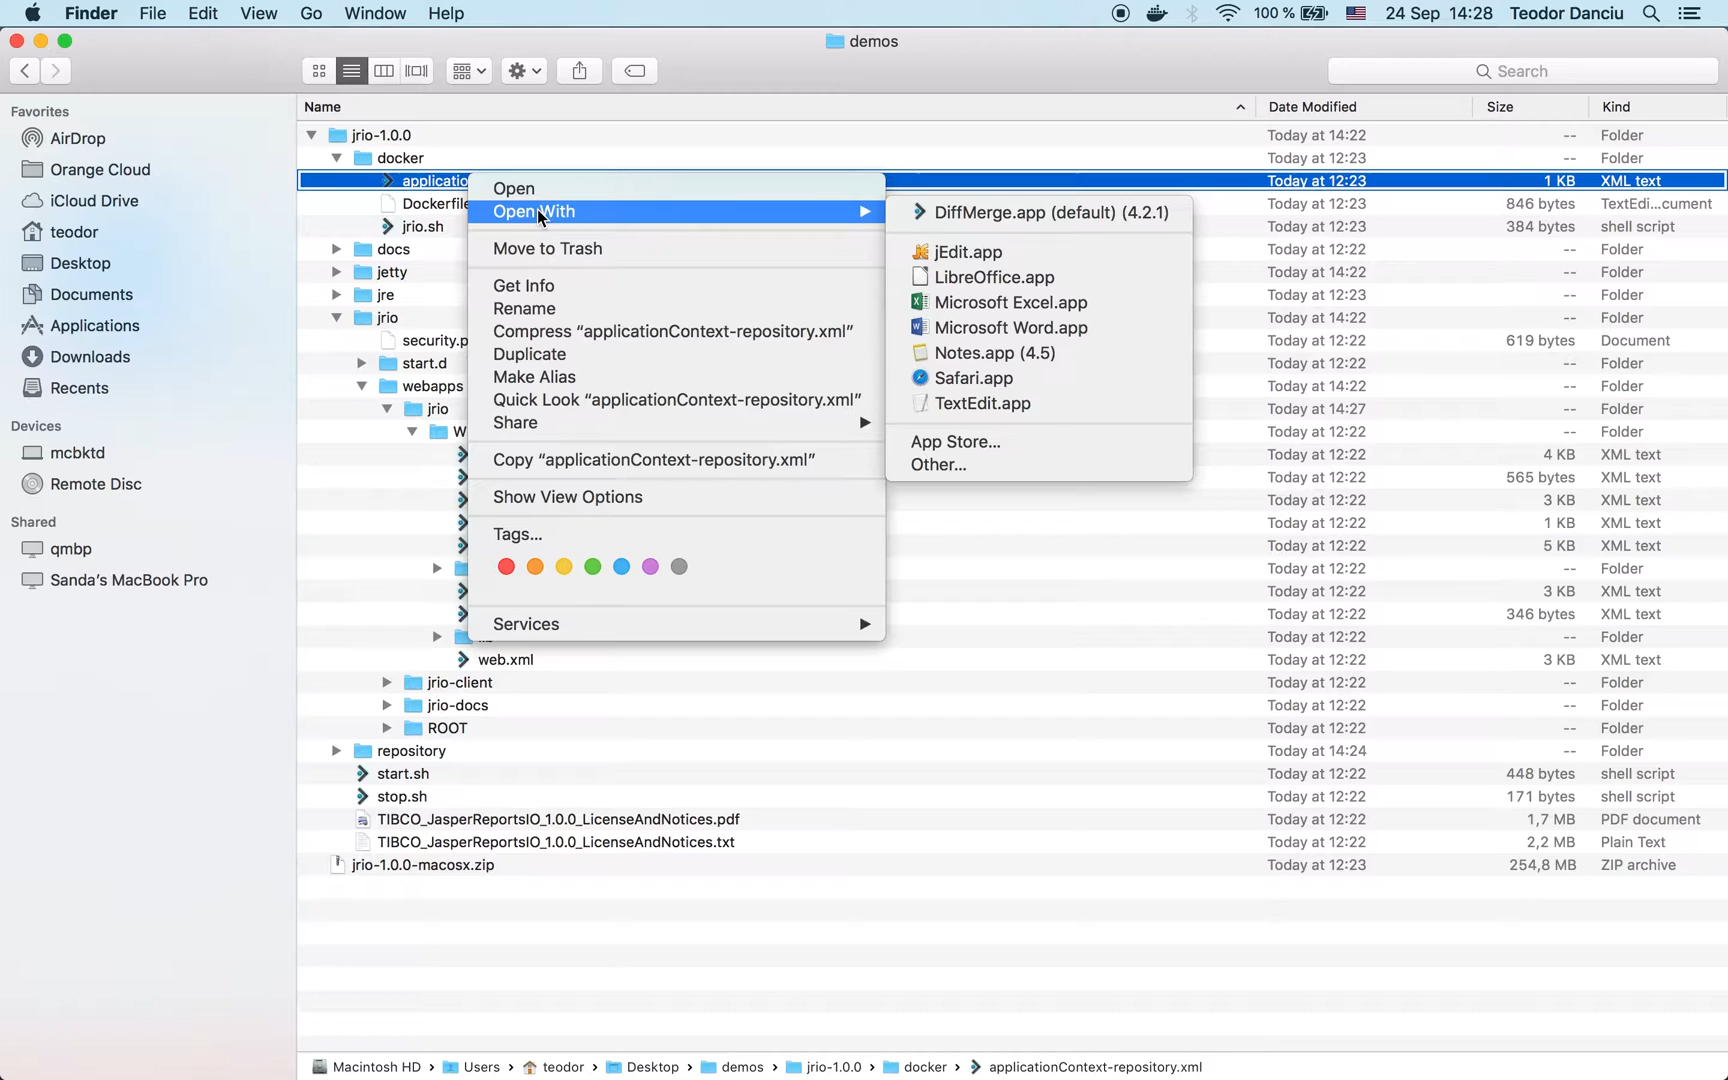 Finder File Edit View Go Window Help 100 % 24 Sep 14:28 Teodor Danciu
demos
Search
Favorites
AirDrop
Orange Cloud
iCloud Drive
teodor
Desktop
Documents
Applications
Downloads
Recents
Devices
mcbktd
Remote Disc
Shared
qmbp
Sanda's MacBook Pro
Name Date Modified Size Kind
jrio-1.0.0 Today at 14:22 -- Folder
docker Today at 12:23 -- Folder
applicatio Today at 12:23 1 KB XML text
Dockerfile Today at 12:23 846 bytes TextEdi...cument
jrio.sh Today at 12:23 384 bytes shell script
docs Today at 12:22 -- Folder
jetty Today at 14:22 -- Folder
jre Today at 12:23 -- Folder
jrio Today at 14:22 -- Folder
security.p Today at 12:22 619 bytes Document
start.d Today at 12:22 -- Folder
webapps Today at 14:22 -- Folder
jrio Today at 14:27 -- Folder
W Today at 12:22 -- Folder
Today at 12:22 4 KB XML text
Today at 12:22 565 bytes XML text
Today at 12:22 3 KB XML text
Today at 12:22 1 KB XML text
Today at 12:22 5 KB XML text
Today at 12:22 -- Folder
Today at 12:22 3 KB XML text
Today at 12:22 346 bytes XML text
Today at 12:22 -- Folder
web.xml Today at 12:22 3 KB XML text
jrio-client Today at 12:22 -- Folder
jrio-docs Today at 12:22 -- Folder
ROOT Today at 12:22 -- Folder
repository Today at 14:24 -- Folder
start.sh Today at 12:22 448 bytes shell script
stop.sh Today at 12:22 171 bytes shell script
TIBCO_JasperReportsIO_1.0.0_LicenseAndNotices.pdf Today at 12:22 1,7 MB PDF document
TIBCO_JasperReportsIO_1.0.0_LicenseAndNotices.txt Today at 12:22 2,2 MB Plain Text
jrio-1.0.0-macosx.zip Today at 12:23 254,8 MB ZIP archive
Open
Open With
Move to Trash
Get Info
Rename
Compress “applicationContext-repository.xml”
Duplicate
Make Alias
Quick Look “applicationContext-repository.xml”
Share
Copy “applicationContext-repository.xml”
Show View Options
Tags...
Services
DiffMerge.app (default) (4.2.1)
jEdit.app
LibreOffice.app
Microsoft Excel.app
Microsoft Word.app
Notes.app (4.5)
Safari.app
TextEdit.app
App Store...
Other...
Macintosh HD › Users › teodor › Desktop › demos › jrio-1.0.0 › docker › applicationContext-repository.xml